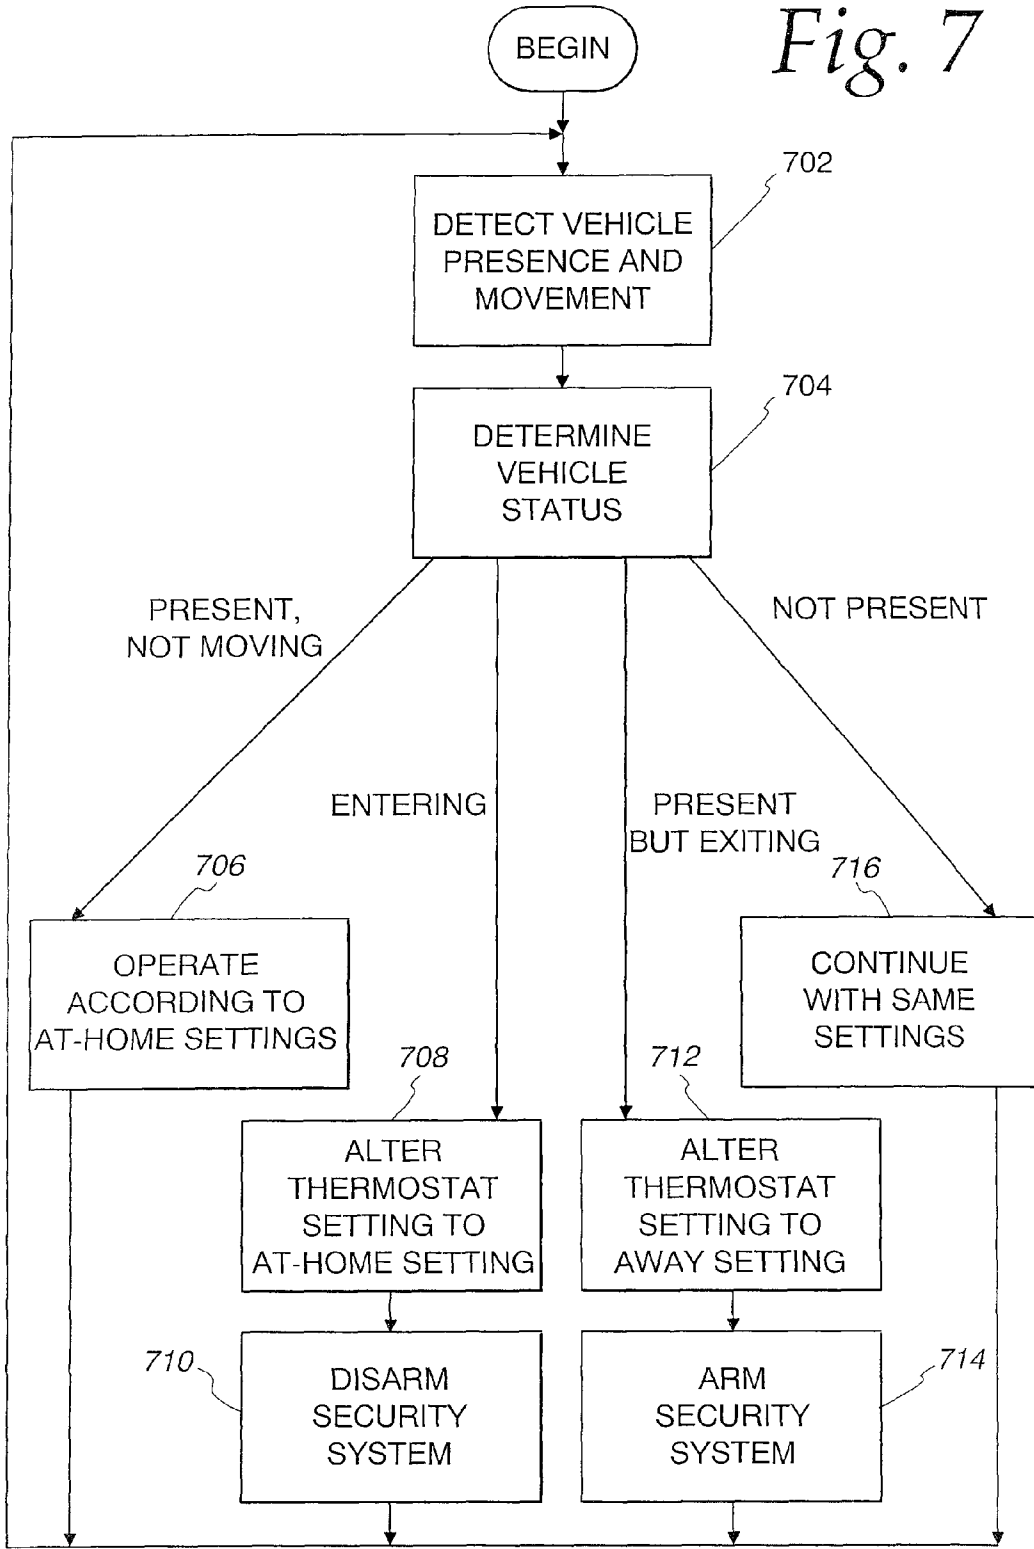 BEGIN
Fig. 7
702
DETECT VEHICLE
PRESENCE AND
MOVEMENT
704
DETERMINE
VEHICLE
STATUS
PRESENT,
NOT MOVING
NOT PRESENT
ENTERING
PRESENT
BUT EXITING
706
716
OPERATE
ACCORDING TO
AT-HOME SETTINGS
CONTINUE
WITH SAME
SETTINGS
708
712
ALTER
THERMOSTAT
SETTING TO
AT-HOME SETTING
ALTER
THERMOSTAT
SETTING TO
AWAY SETTING
710
714
DISARM
SECURITY
SYSTEM
ARM
SECURITY
SYSTEM